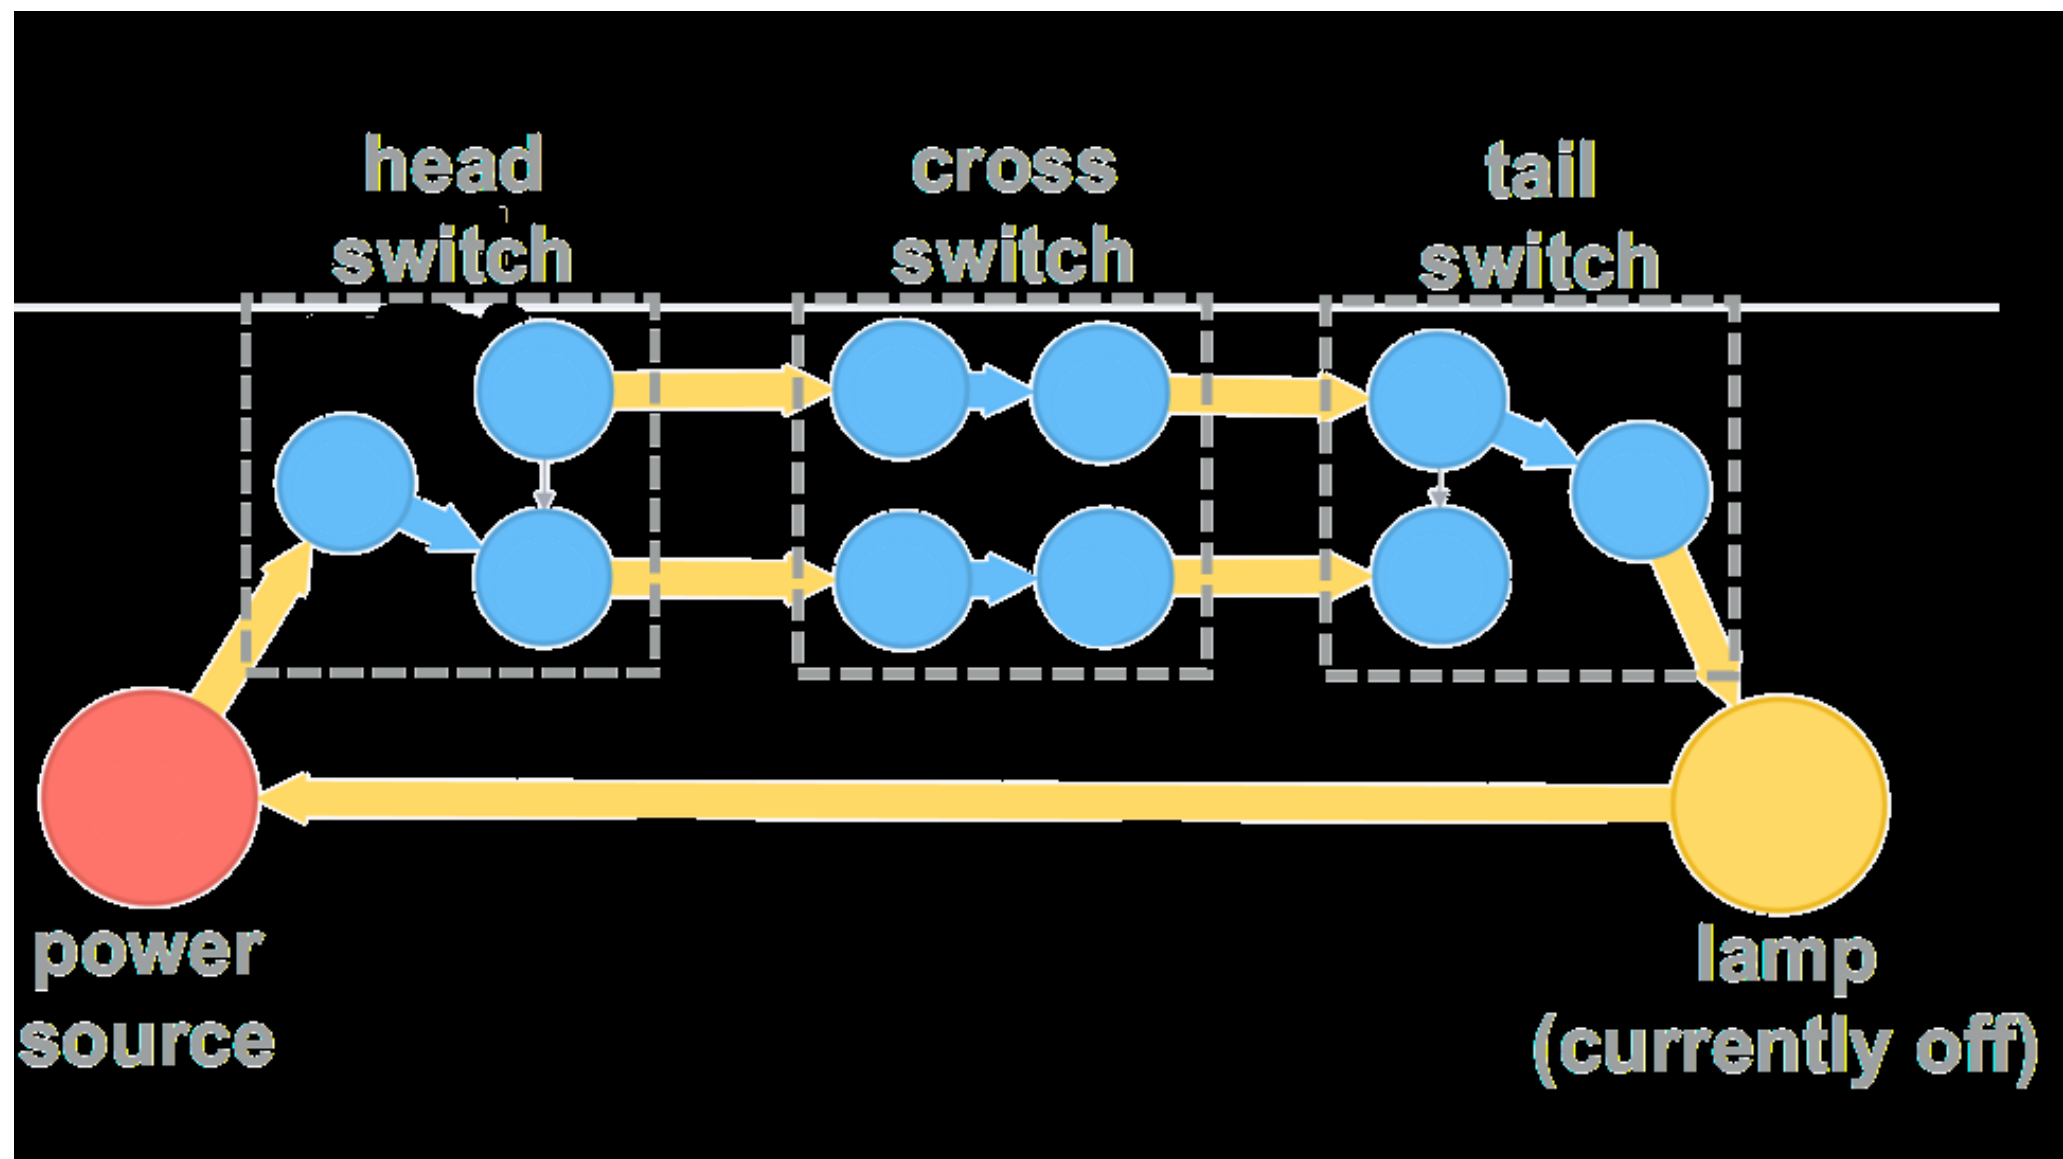 head
switch
cross
switch
tail
switch
power
source
lamp
(currently off)